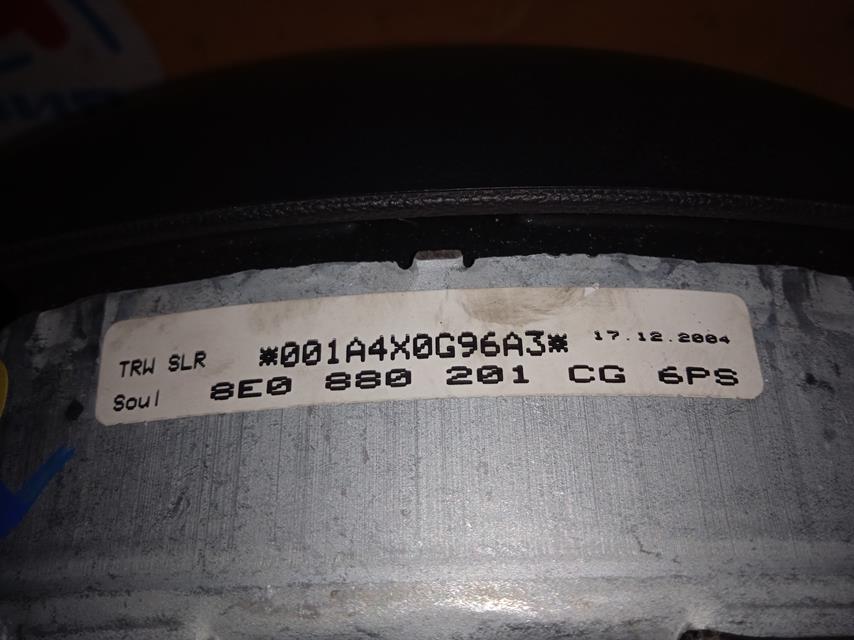 TRW SLR *001A4X0G96A3* 17.12.2004
Soul 8E0 880 201 CG 6PS